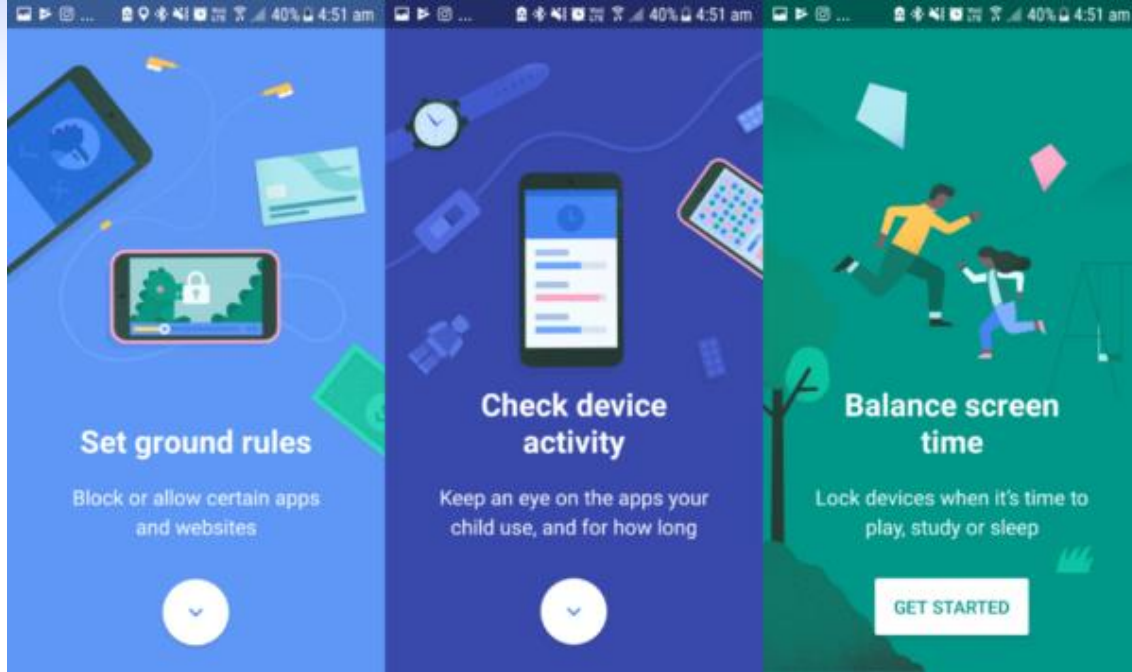 ... 40% 4:51 am
Set ground rules
Block or allow certain apps
and websites
... 40% 4:51 am
Check device
activity
Keep an eye on the apps your
child use, and for how long
... 40% 4:51 am
Balance screen
time
Lock devices when it's time to
play, study or sleep
GET STARTED